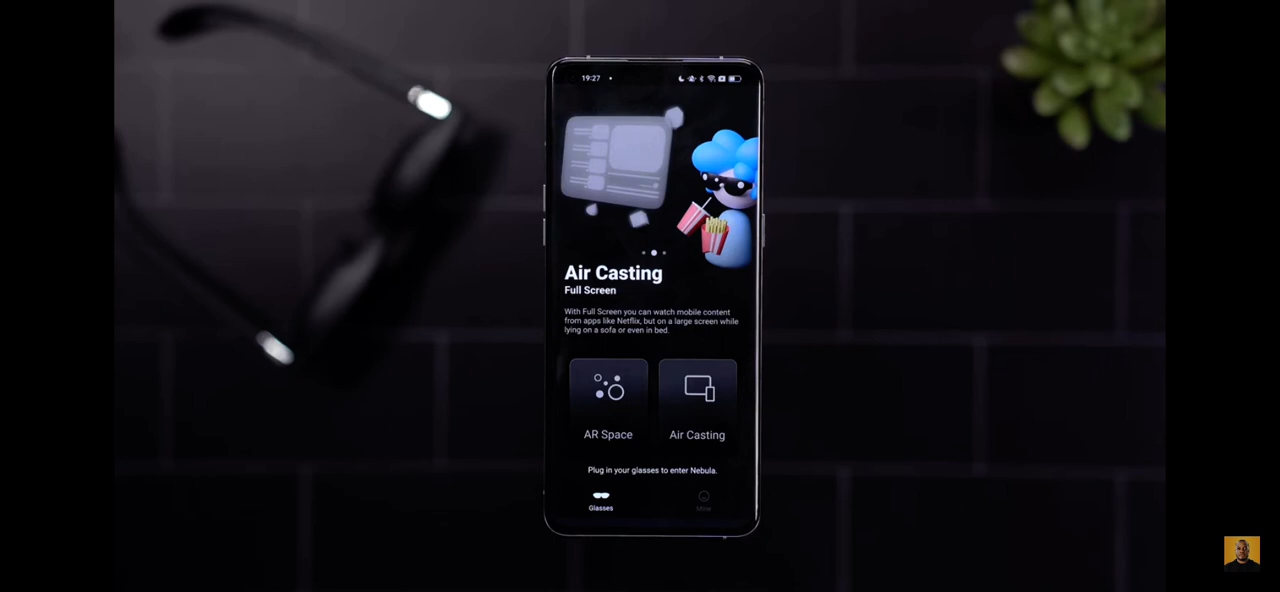 19:27
Air Casting
Full Screen
With Full Screen you can watch mobile content
from apps like Netflix, but on a large screen while
lying on a sofa or even in bed.
AR Space
Air Casting
Plug in your glasses to enter Nebula.
Glasses
Mine